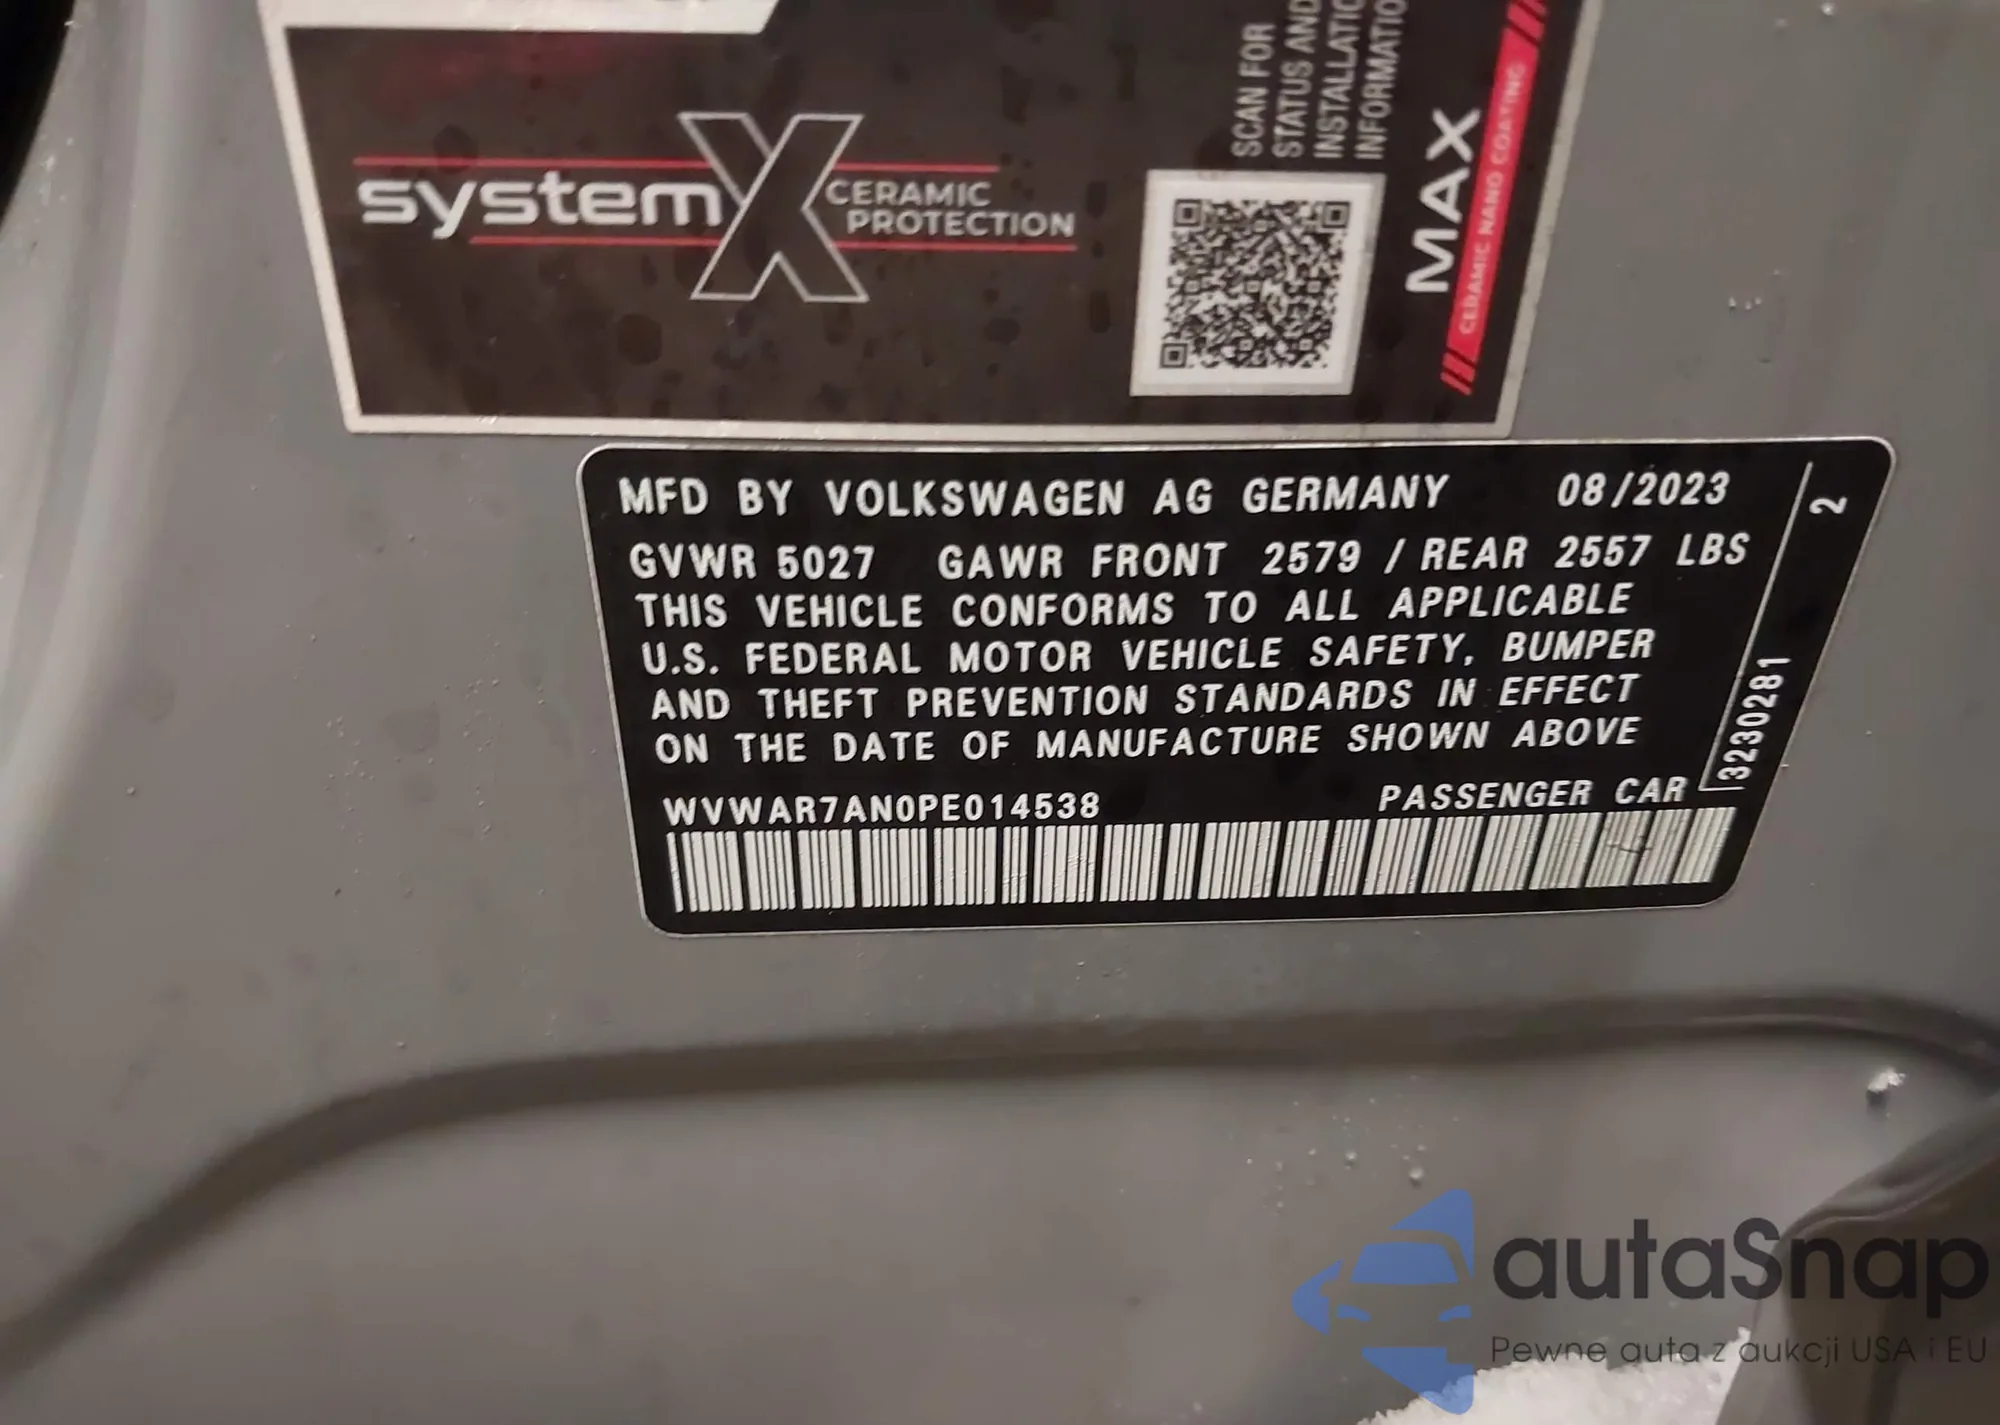 systemX CERAMIC
PROTECTION
SCAN FOR
STATUS AND
MAX
CERAMIC NANO COATING
MFD BY VOLKSWAGEN AG GERMANY 08/2023
GVWR 5027 GAWR FRONT 2579 / REAR 2557 LBS
THIS VEHICLE CONFORMS TO ALL APPLICABLE
U.S. FEDERAL MOTOR VEHICLE SAFETY, BUMPER
AND THEFT PREVENTION STANDARDS IN EFFECT
ON THE DATE OF MANUFACTURE SHOWN ABOVE
WVWAR7AN0PE014538 PASSENGER CAR
3230281 2
autaSnap
Pewne auta z aukcji USA i EU